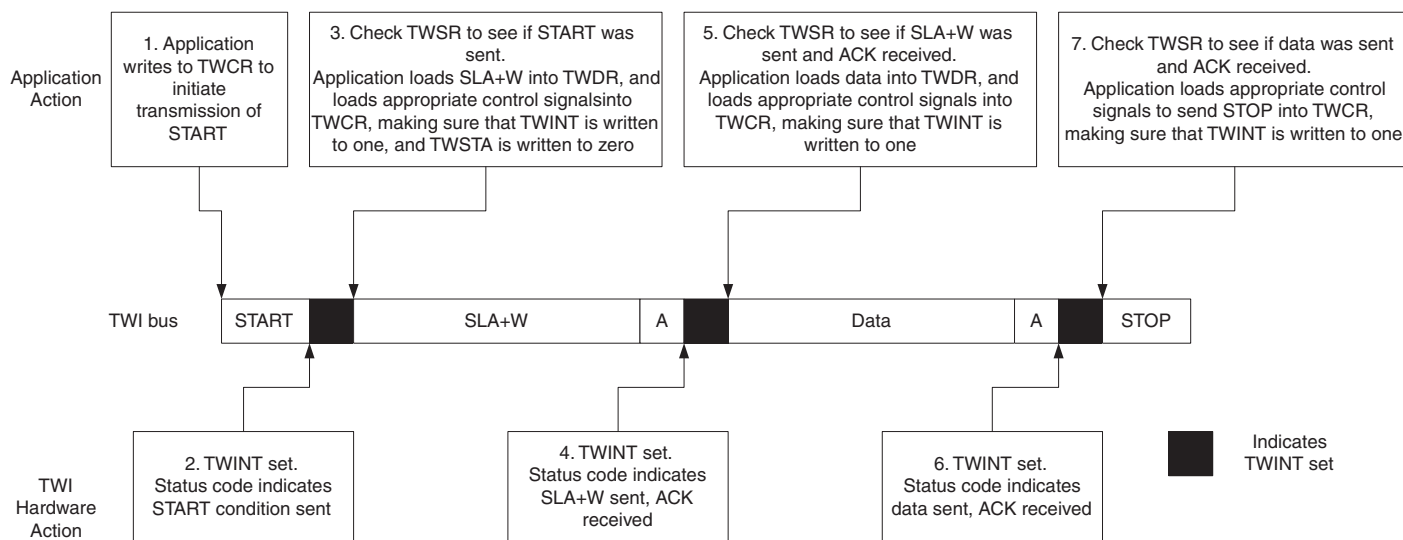 Application
Action
1. Application
writes to TWCR to
initiate
transmission of
START
3. Check TWSR to see if START was
sent.
Application loads SLA+W into TWDR, and
loads appropriate control signalsinto
TWCR, making sure that TWINT is written
to one, and TWSTA is written to zero
5. Check TWSR to see if SLA+W was
sent and ACK received.
Application loads data into TWDR, and
loads appropriate control signals into
TWCR, making sure that TWINT is
written to one
7. Check TWSR to see if data was sent
and ACK received.
Application loads appropriate control
signals to send STOP into TWCR,
making sure that TWINT is written to one
TWI bus
START
SLA+W
A
Data
A
STOP
TWI
Hardware
Action
2. TWINT set.
Status code indicates
START condition sent
4. TWINT set.
Status code indicates
SLA+W sent, ACK
received
6. TWINT set.
Status code indicates
data sent, ACK received
Indicates
TWINT set